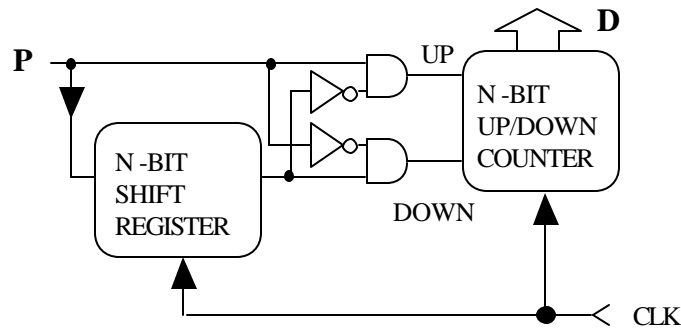 D
P
UP
N -BIT
UP/DOWN
COUNTER
N -BIT
SHIFT
REGISTER
DOWN
CLK